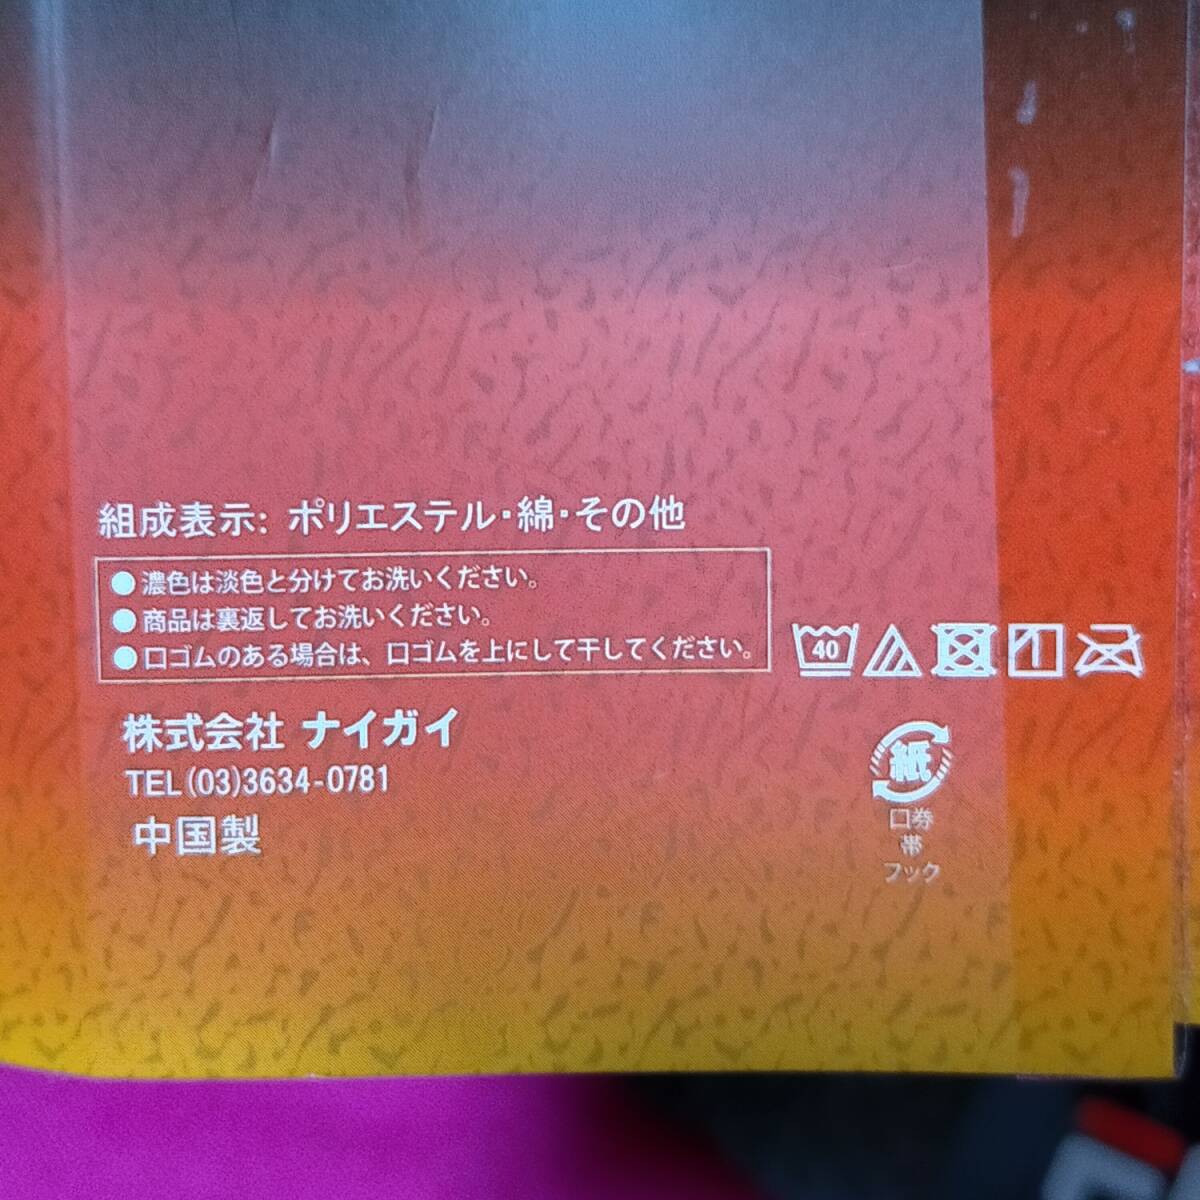 組成表示: ポリエステル・綿・その他
●濃色は淡色と分けてお洗いください。
●商品は裏返してお洗いください。
●口ゴムのある場合は、口ゴムを上にして干してください。
40
株式会社 ナイガイ
TEL(03)3634-0781
中国製
紙
口券
帯
フック